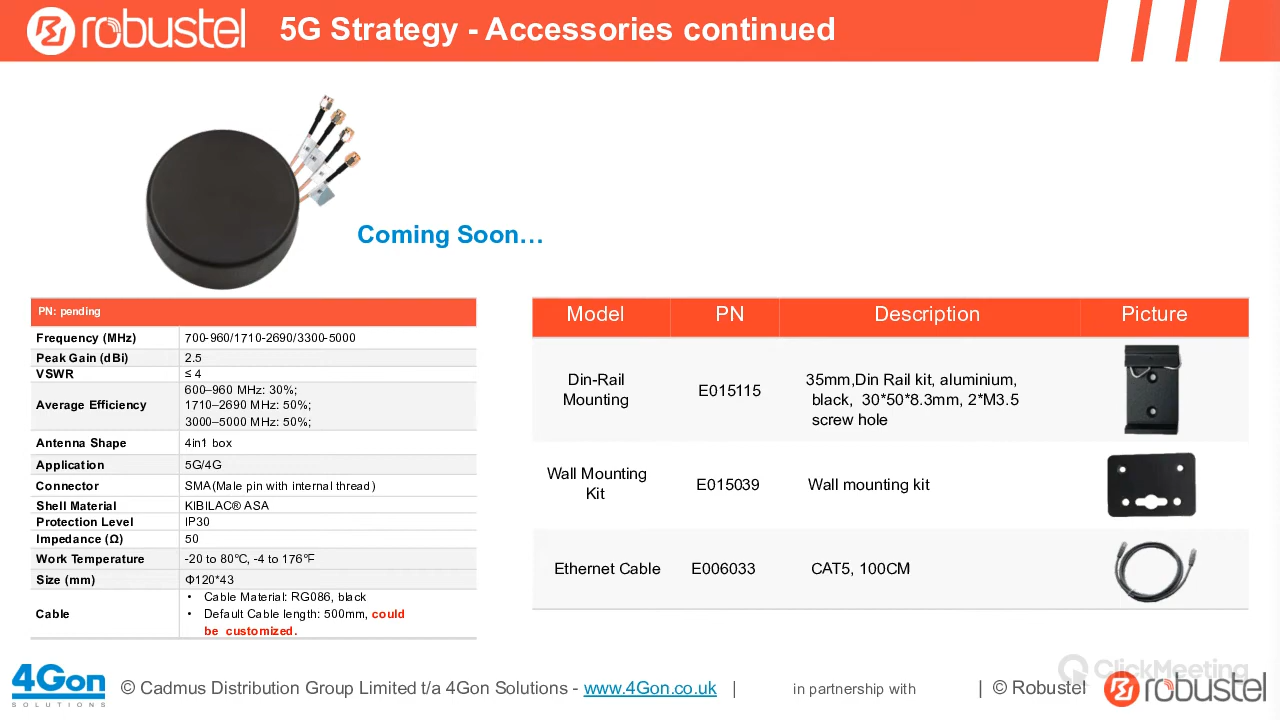 robustel
5G Strategy - Accessories continued
Coming Soon…
PN: pending
Frequency (MHz) 700-960/1710-2690/3300-5000
Peak Gain (dBi) 2.5
VSWR ≤ 4
Average Efficiency
600–960 MHz: 30%;
1710–2690 MHz: 50%;
3000–5000 MHz: 50%;
Antenna Shape 4in1 box
Application 5G/4G
Connector SMA(Male pin with internal thread)
Shell Material KIBILAC® ASA
Protection Level IP30
Impedance (Ω) 50
Work Temperature -20 to 80℃, -4 to 176℉
Size (mm) Φ120*43
Cable
• Cable Material: RG086, black
• Default Cable length: 500mm, could
be customized.
Model PN Description Picture
Din-Rail
Mounting
E015115
35mm,Din Rail kit, aluminium,
black, 30*50*8.3mm, 2*M3.5
screw hole
Wall Mounting
Kit
E015039
Wall mounting kit
Ethernet Cable E006033 CAT5, 100CM
4Gon
SOLUTIONS
© Cadmus Distribution Group Limited t/a 4Gon Solutions - www.4Gon.co.uk |
in partnership with
| © Robustel
ClickMeeting
robustel